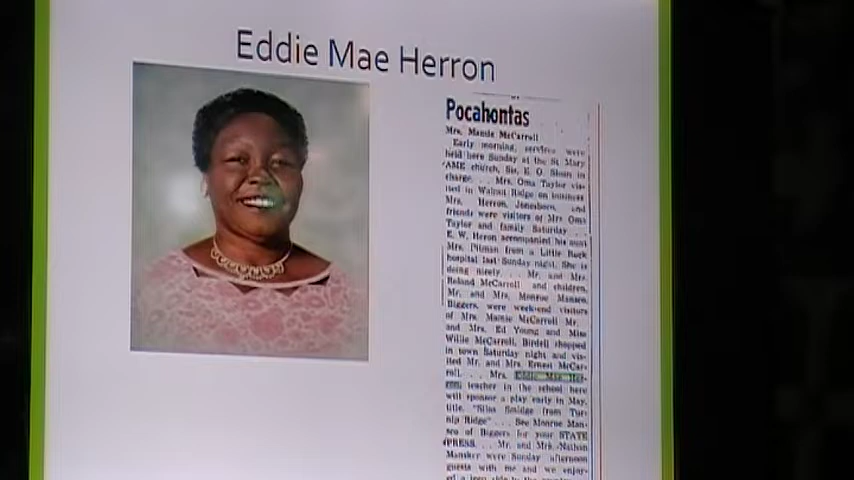 Eddie Mae Herron
Pocahontas
Mrs. Mamie McCarroll
Early morning, services were
held here Sunday at the St. Mary
AME church, Sis. E. O. in
charge. . . Mrs. Oma Taylor vis-
ited in Walnut Ridge on business
Mrs. Herron, Jonesboro, and
friends were visitors of Mrs Oma
Taylor and family Saturday . . .
E. W. Heron accompanied his aunt
Mrs. Pitman from a Little Rock
hospital last Sunday night. She is
doing nicely. . . Mr. and Mrs.
Roland McCarroll and children,
Mr. and Mrs. Monroe Mansea,
Biggers, were week-end visitors
of Mrs. Mamie McCarroll Mr.
and Mrs. Ed Young and Miss
Willie McCarroll, Birdell shopped
in town Saturday night and vis-
ited Mr. and Mrs. Ernest McCar-
roll. . . Mrs. Eddie Mae Her-
ron, teacher in the school here
will sponsor a play early in May,
title, "Silas Smidge from Tur-
nip Ridge" . . . See Monroe Man-
sea of Biggers for your STATE
PRESS. . . Mr. and Mrs. Nathan
Mansker were Sunday afternoon
guests with me and we enjoy-
ed a